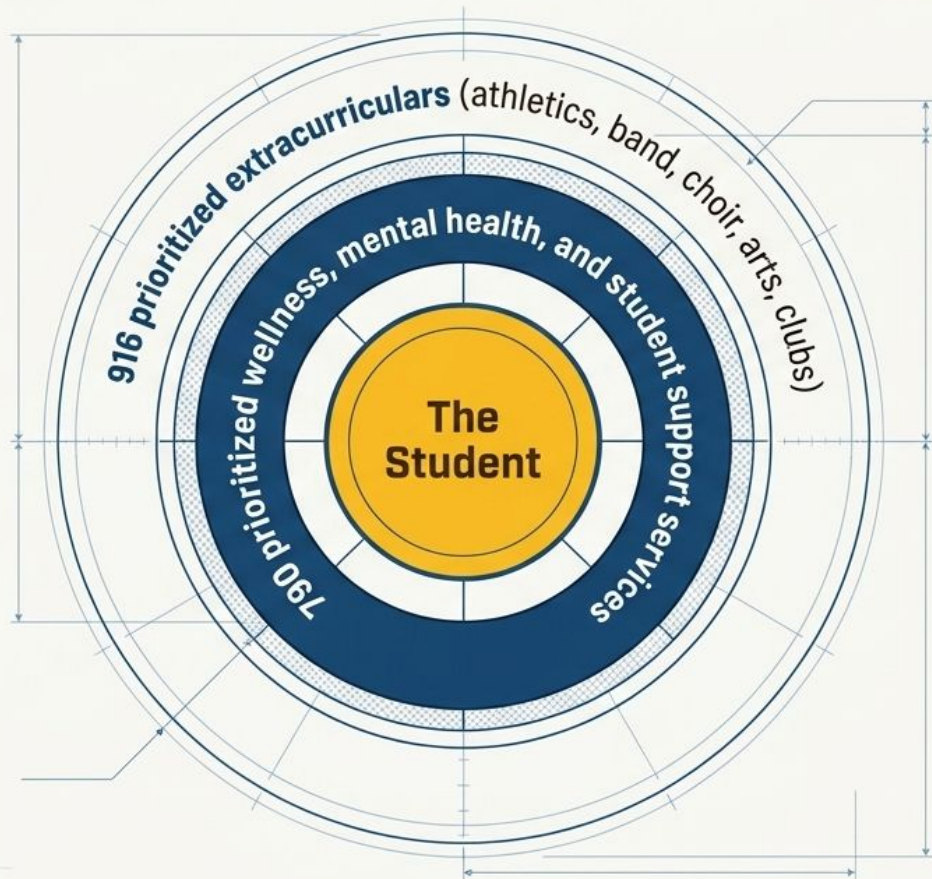 916 prioritized extracurriculars (athletics, band, choir, arts, clubs)
790 prioritized wellness, mental health, and student support services
The
Student